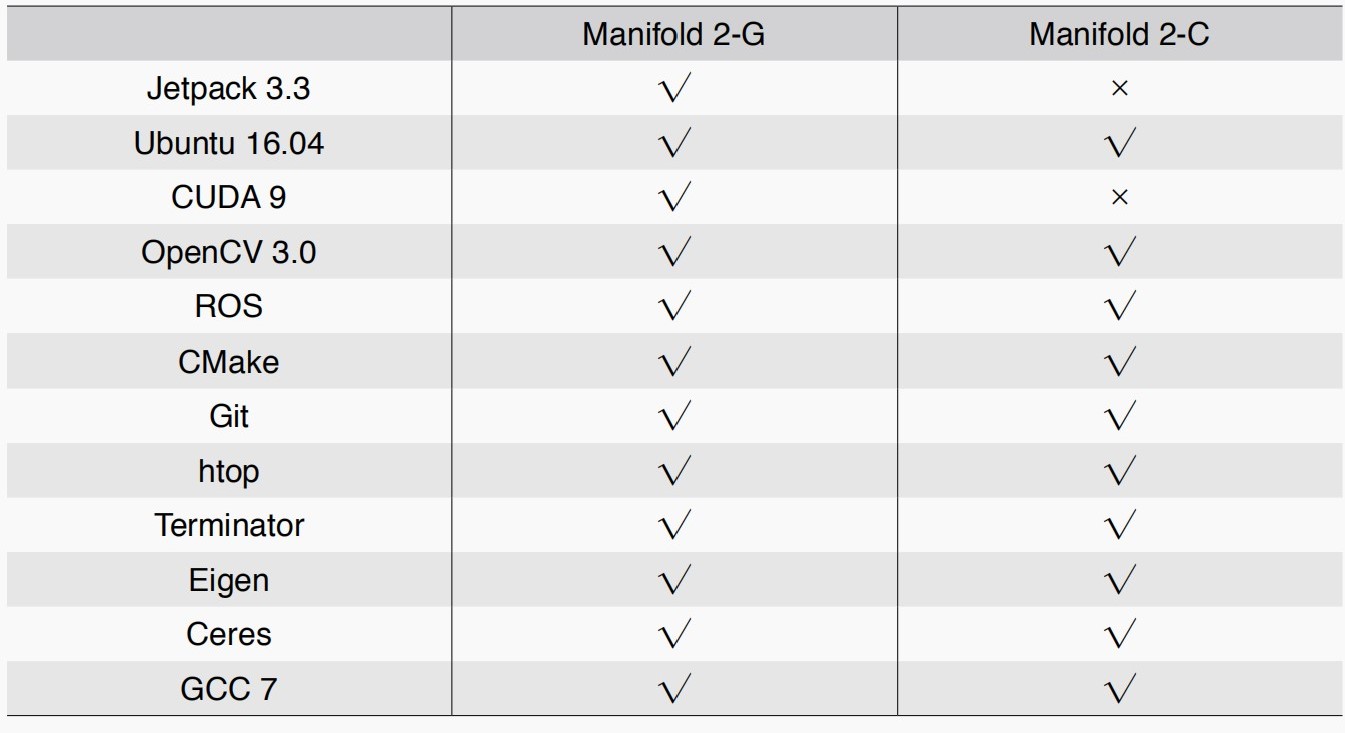 Manifold 2-G Manifold 2-C
Jetpack 3.3 √ ×
Ubuntu 16.04 √ √
CUDA 9 √ ×
OpenCV 3.0 √ √
ROS √ √
CMake √ √
Git √ √
htop √ √
Terminator √ √
Eigen √ √
Ceres √ √
GCC 7 √ √